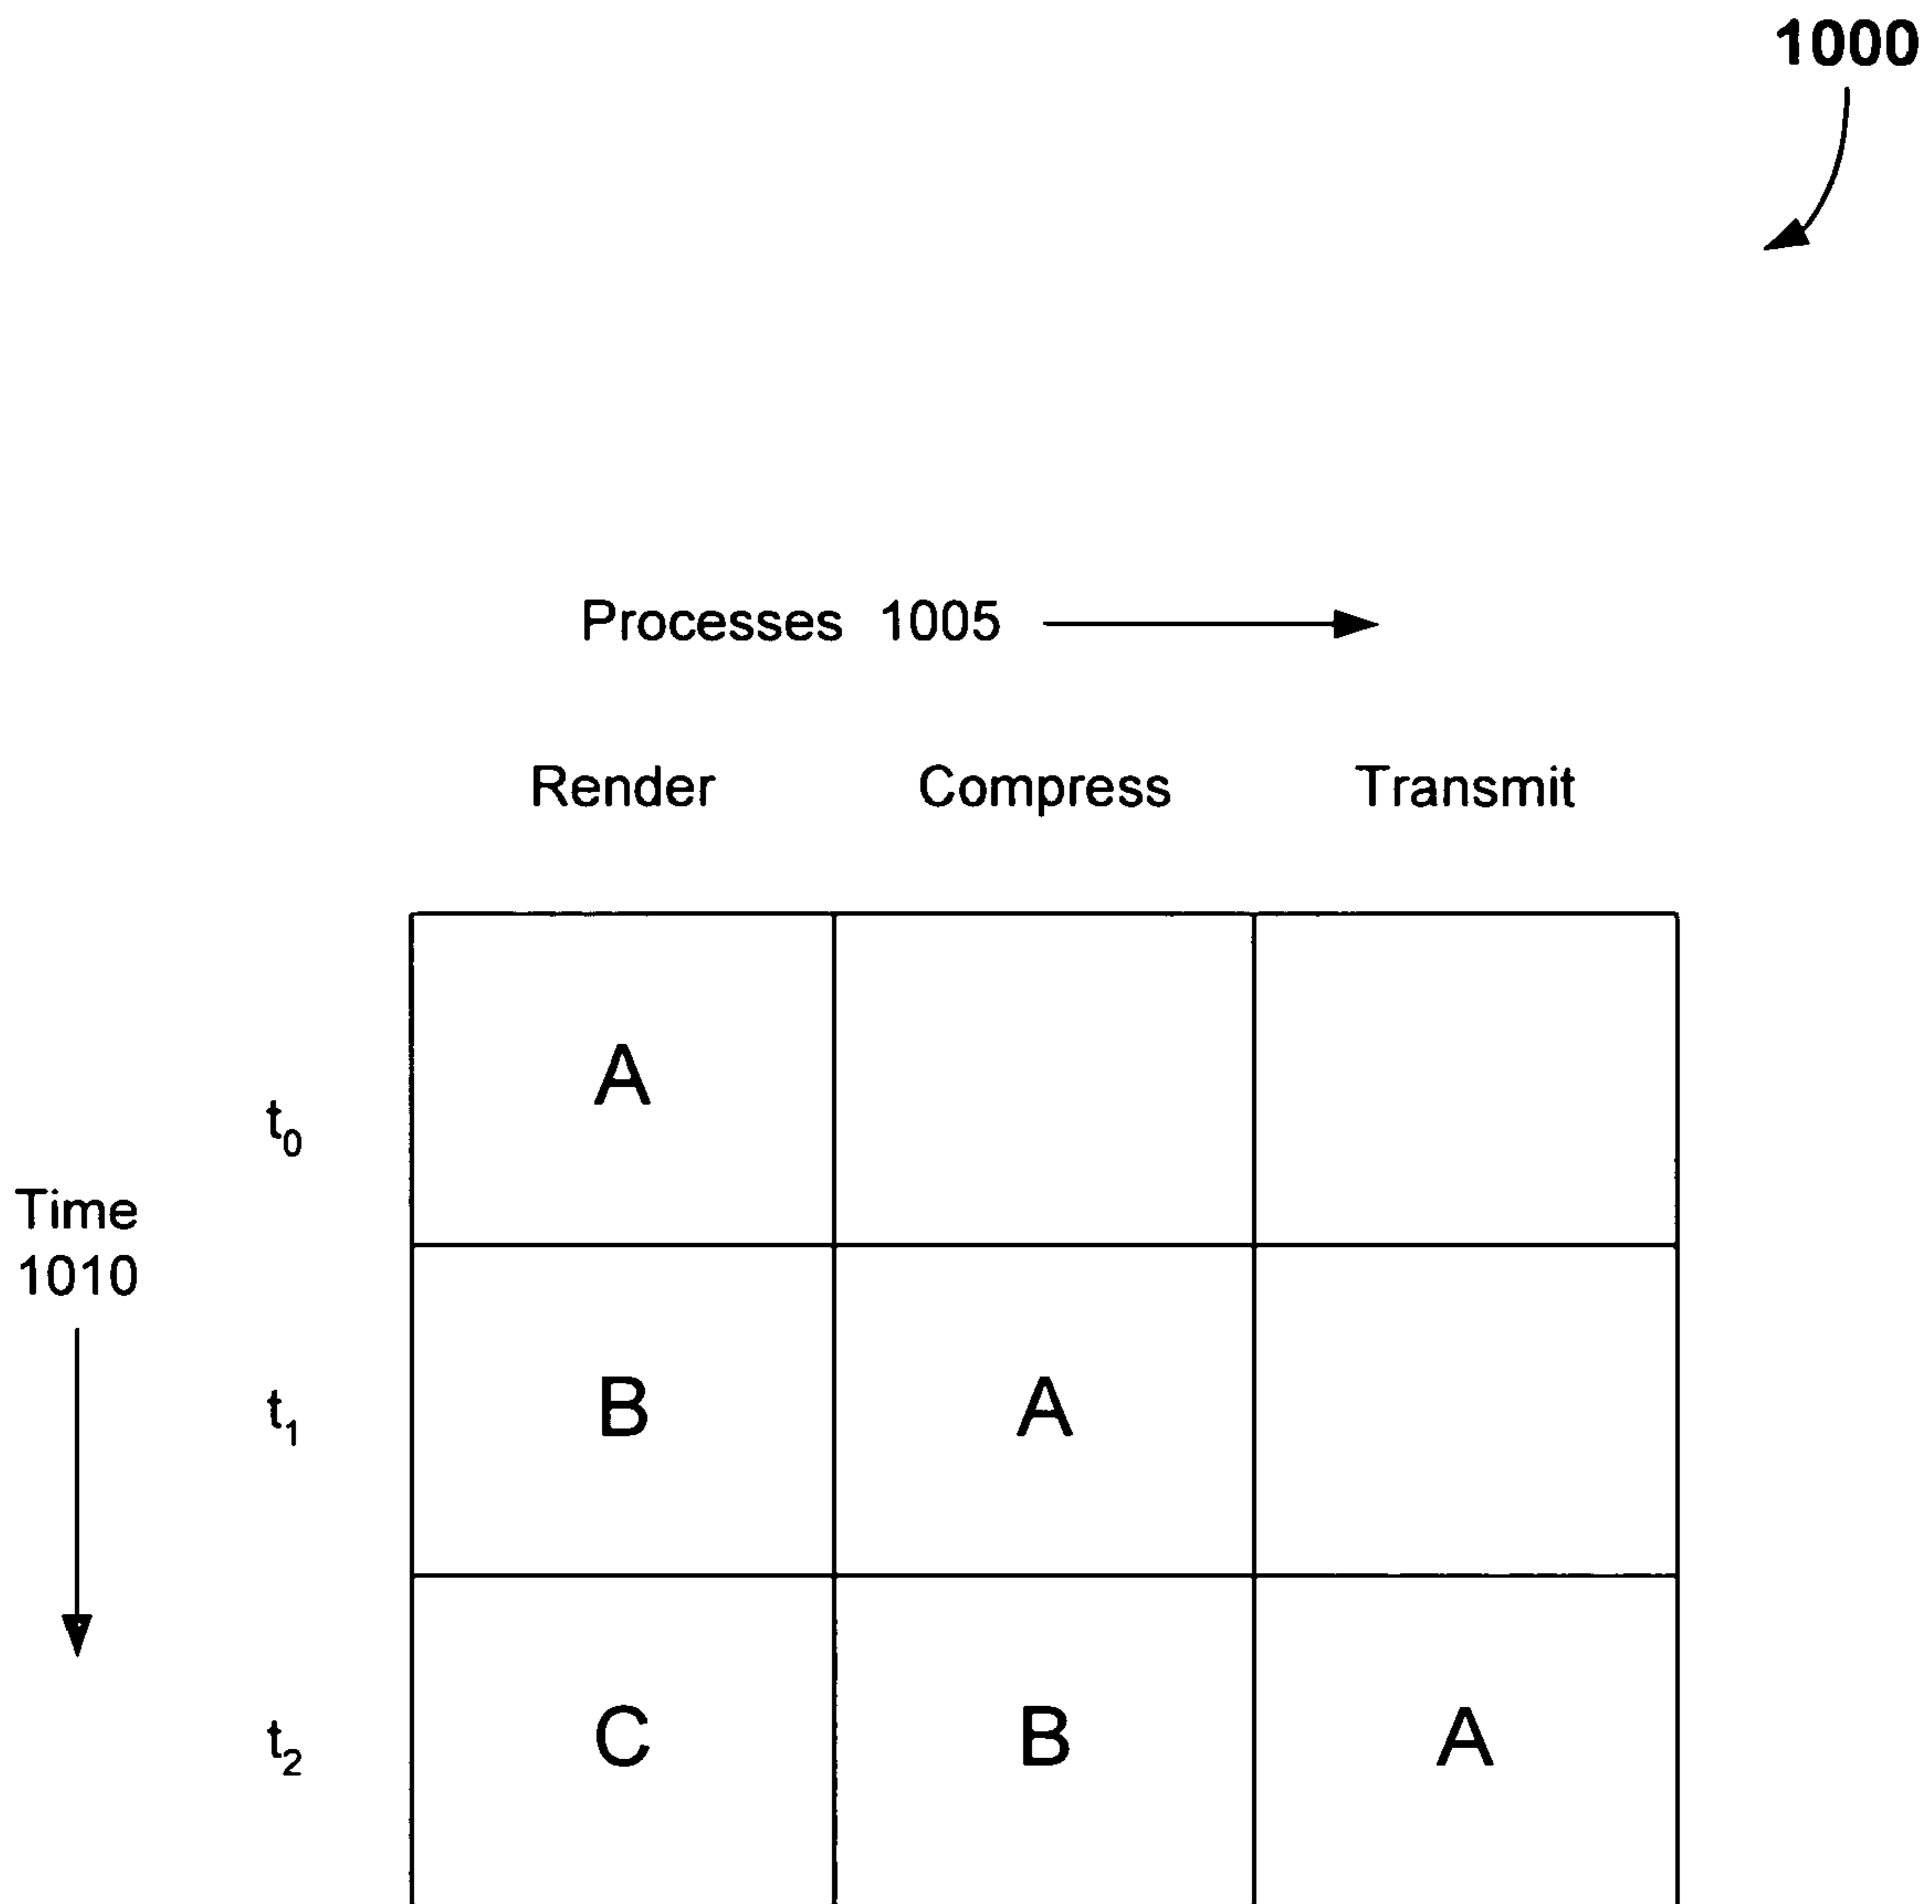 1000
Processes 1005
Render Compress Transmit
A
t0
Time
1010
t1 B A
t2 C B A